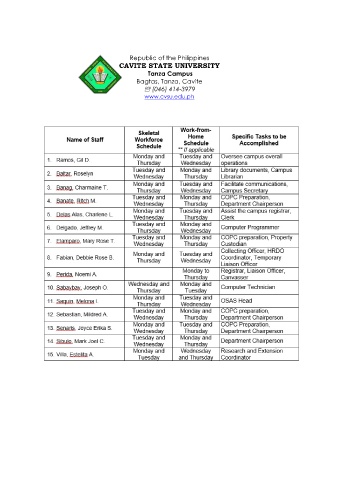 Republic of the Philippines
CAVITE STATE UNIVERSITY
Tanza Campus
Bagtas, Tanza, Cavite
☏ (046) 414-3979
www.cvsu.edu.ph
Name of Staff | Skeletal Workforce Schedule | Work-from-Home Schedule ** if applicable | Specific Tasks to be Accomplished
1. Ramos, Gil D. | Monday and Thursday | Tuesday and Wednesday | Oversee campus overall operations
2. Baltar, Roselyn | Tuesday and Wednesday | Monday and Thursday | Library documents, Campus Librarian
3. Banag, Charmaine T. | Monday and Thursday | Tuesday and Wednesday | Facilitate communications, Campus Secretary
4. Banate, Ritch M. | Tuesday and Wednesday | Monday and Thursday | COPC Preparation, Department Chairperson
5. Delas Alas, Charlene L. | Monday and Wednesday | Tuesday and Thursday | Assist the campus registrar, Clerk
6. Delgado, Jeffrey M. | Tuesday and Thursday | Monday and Wednesday | Computer Programmer
7. Estamparo, Mary Rose T. | Tuesday and Wednesday | Monday and Thursday | COPC preparation, Property Custodian
8. Fabian, Debbie Rose B. | Monday and Thursday | Tuesday and Wednesday | Collecting Officer, HRDO Coordinator, Temporary Liaison Officer
9. Perida, Noemi A. | Monday to Thursday | Registrar, Liaison Officer, Canvasser
10. Sabaybay, Joseph O. | Wednesday and Thursday | Monday and Tuesday | Computer Technician
11. Sequin, Melona I. | Monday and Thursday | Tuesday and Wednesday | OSAS Head
12. Sebastian, Mildred A. | Tuesday and Wednesday | Monday and Thursday | COPC preparation, Department Chairperson
13. Senaris, Joyce Erika S. | Monday and Wednesday | Tuesday and Thursday | COPC Preparation, Department Chairperson
14. Mark Joel C. | Tuesday and Wednesday | Monday and Thursday | Department Chairperson
15. Villa, Estelita A. | Monday and Tuesday | Wednesday and Thursday | Research and Extension Coordinator